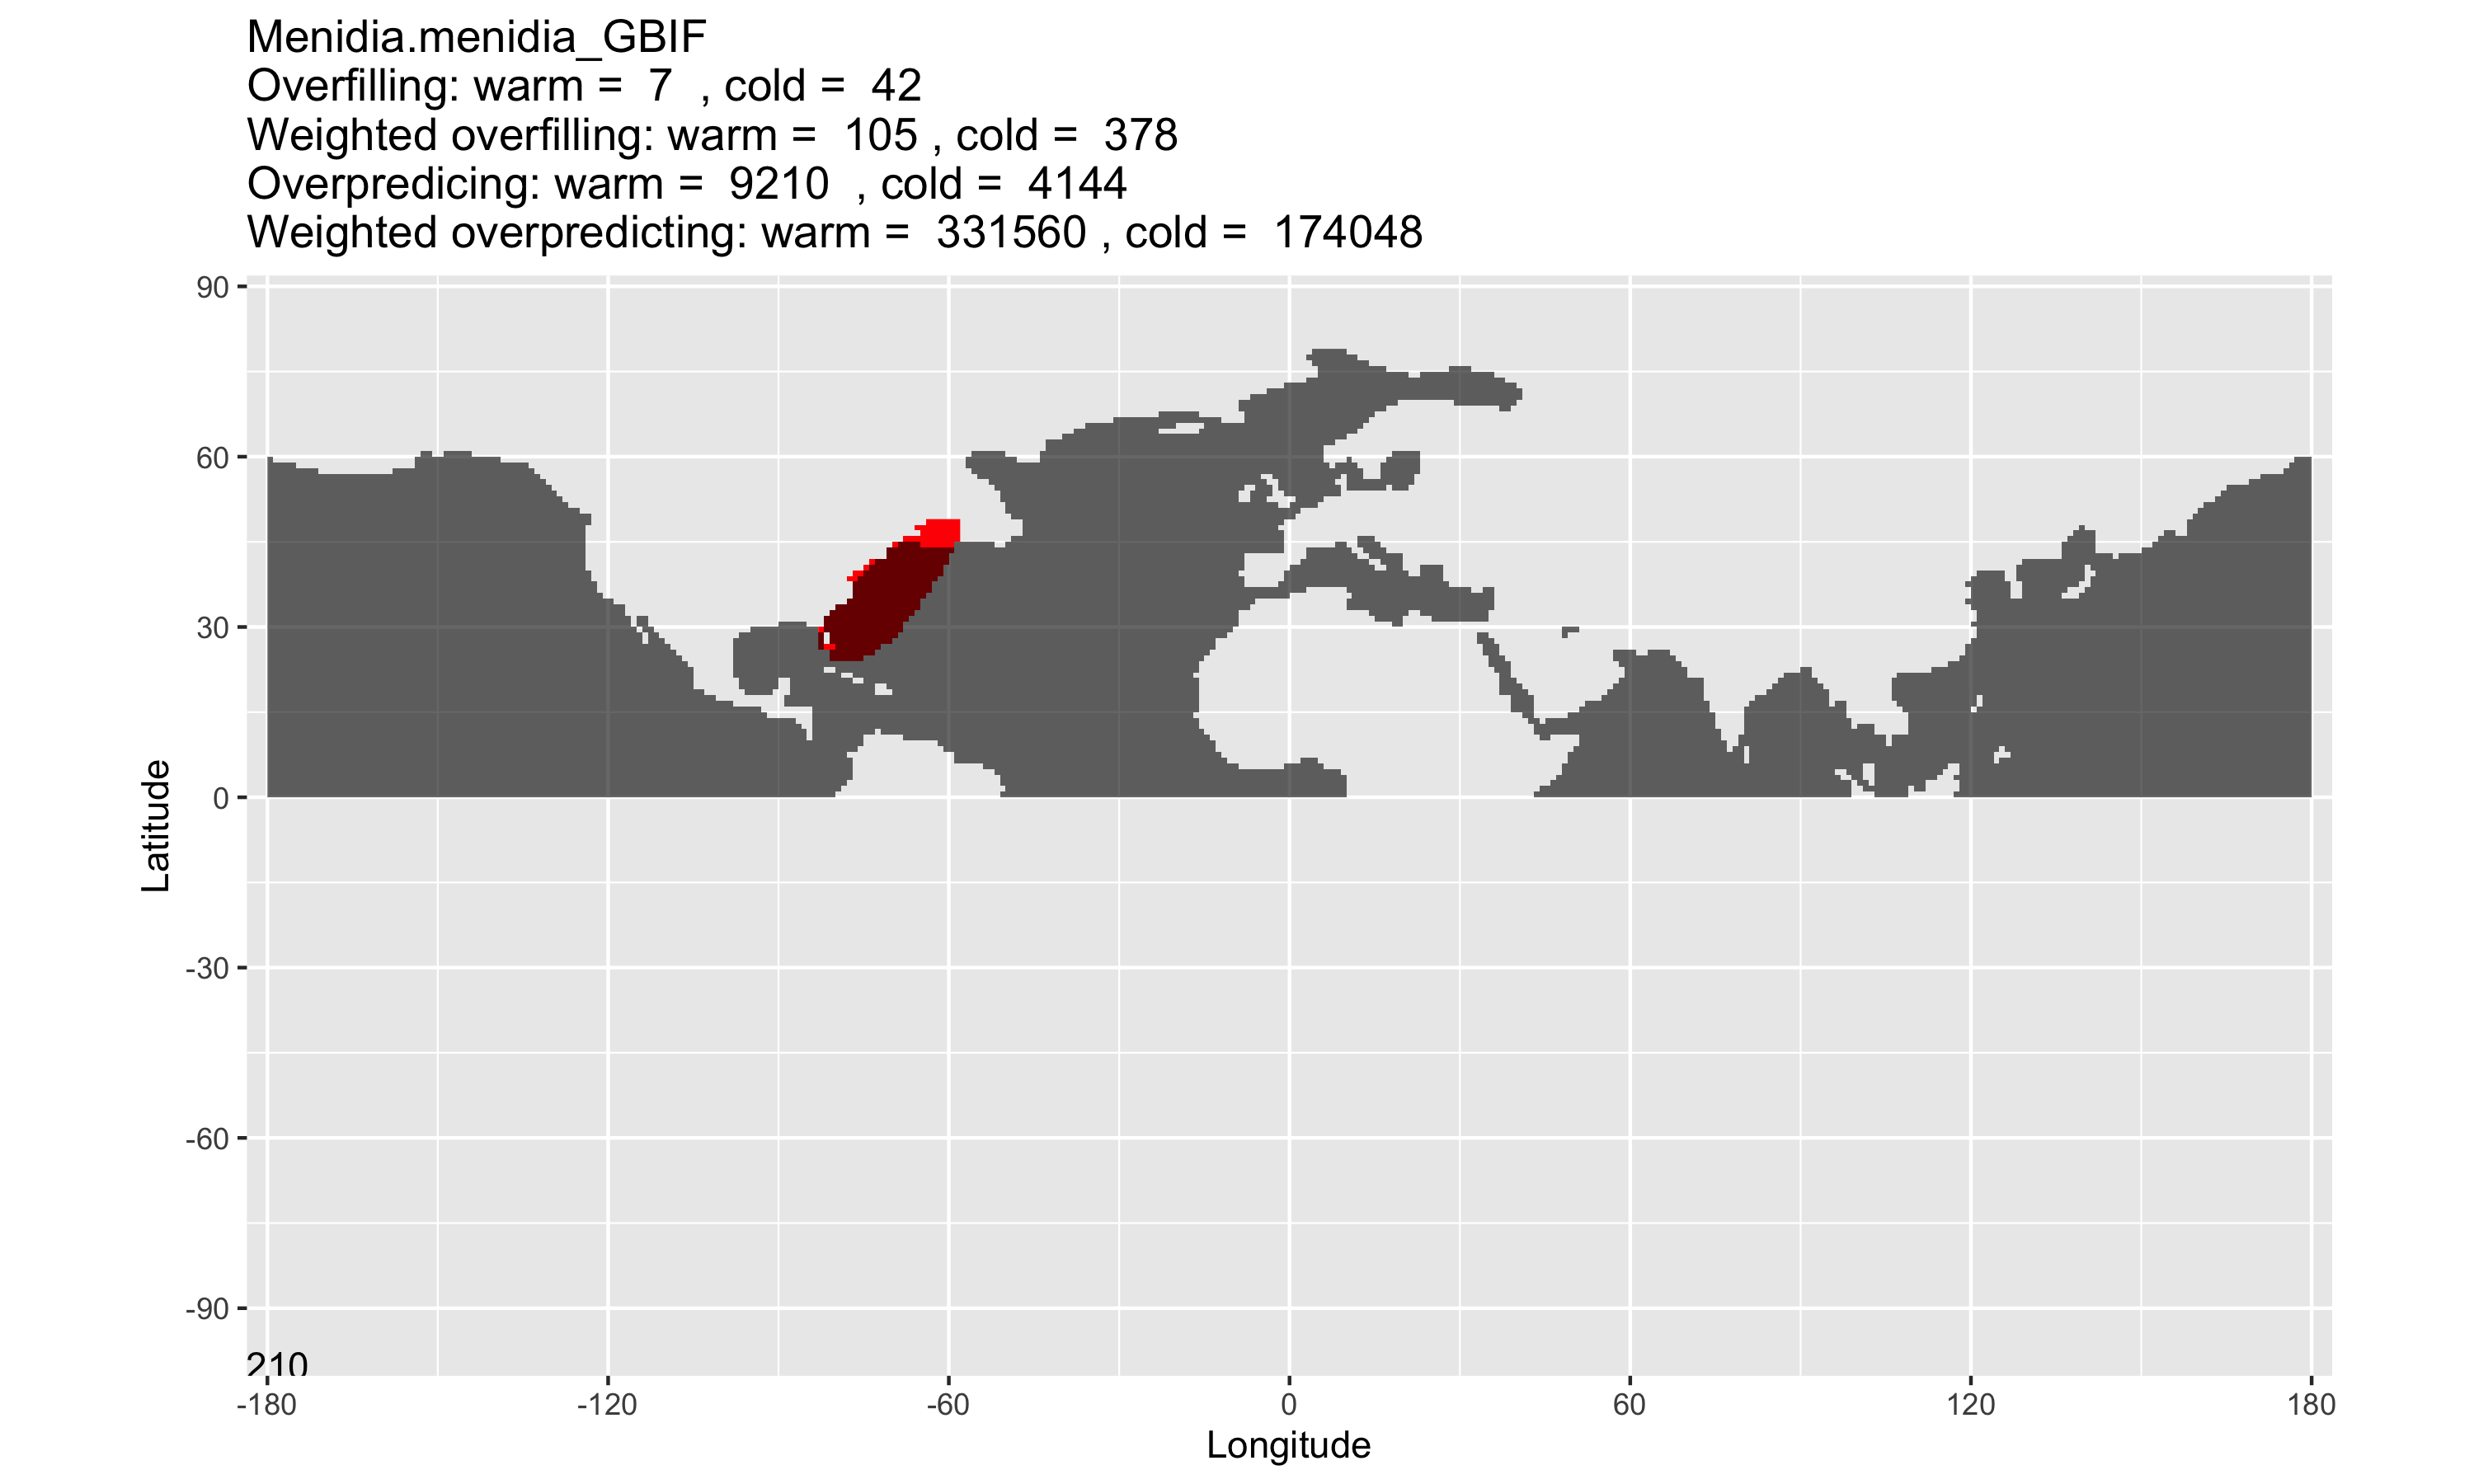 Menidia.menidia_GBIF
Overfilling: warm = 7 , cold = 42
Weighted overfilling: warm = 105 , cold = 378
Overpredicing: warm = 9210 , cold = 4144
Weighted overpredicting: warm = 331560 , cold = 174048
90
60
30
0
-30
-60
-90
Latitude
210
-180 -120 -60 0 60 120 180
Longitude